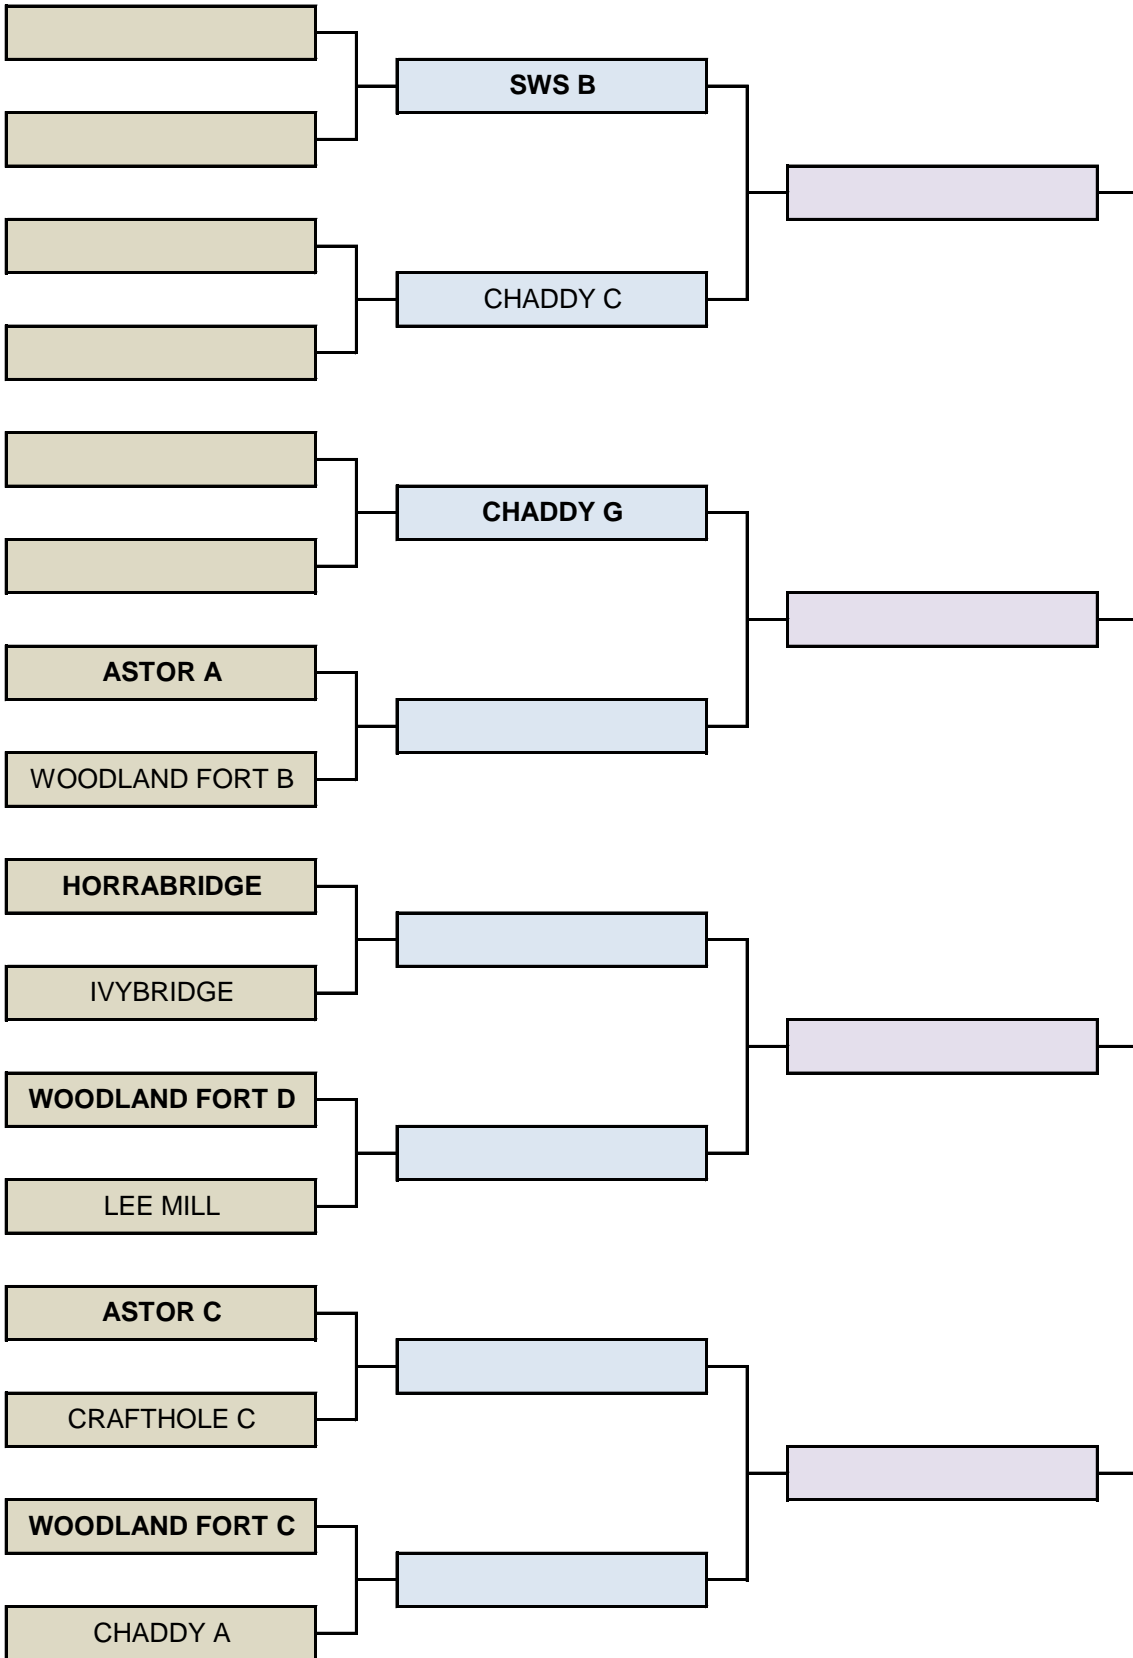 SWS B
CHADDY C
CHADDY G
ASTOR A
WOODLAND FORT B
HORRABRIDGE
IVYBRIDGE
WOODLAND FORT D
LEE MILL
ASTOR C
CRAFTHOLE C
WOODLAND FORT C
CHADDY A